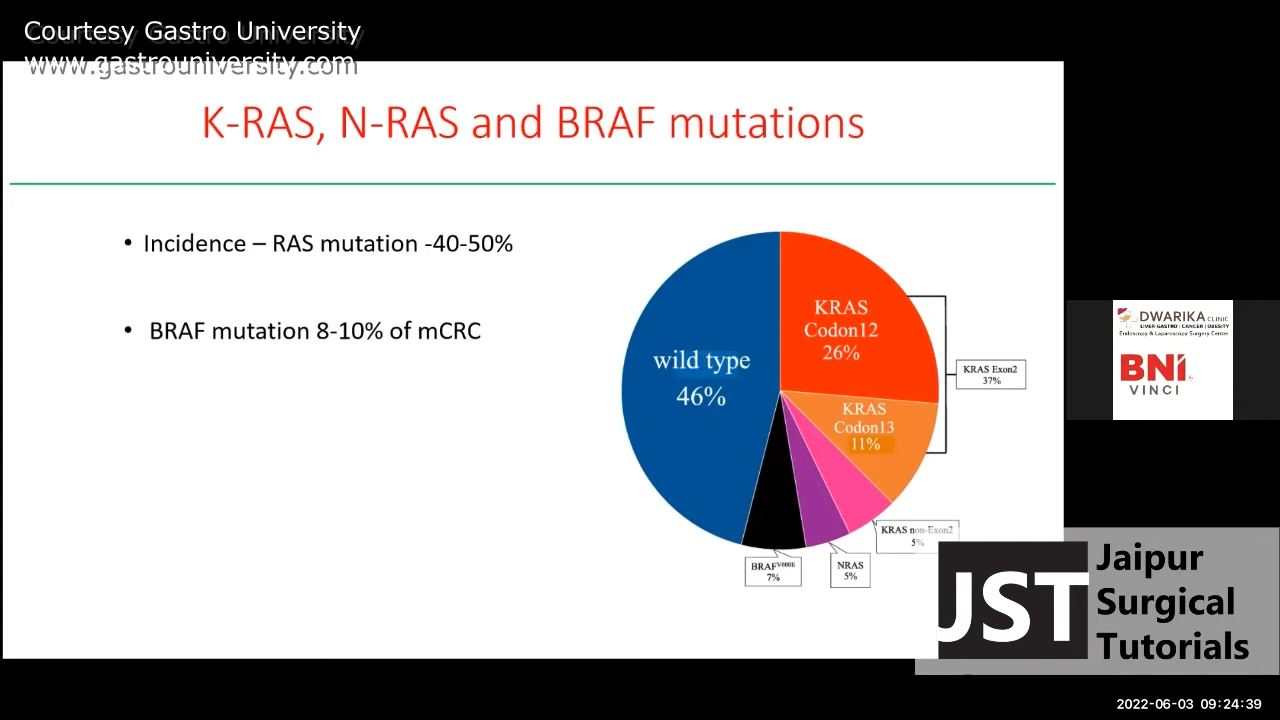 Courtesy Gastro University
www.gastrouniversity.com
K-RAS, N-RAS and BRAF mutations
• Incidence – RAS mutation -40-50%
• BRAF mutation 8-10% of mCRC
wild type
46%
KRAS
Codon12
26%
KRAS Exon2
37%
KRAS
Codon13
11%
KRAS non-Exon2
5%
NRAS
5%
BRAFV600E
7%
DWARIKA CLINIC
LIVER-GASTRO | CANCER | OBESITY
Endoscopy & Laparoscopy Surgery Center
BNI
VINCI
JST
Jaipur
Surgical
Tutorials
2022-06-03 09:24:39